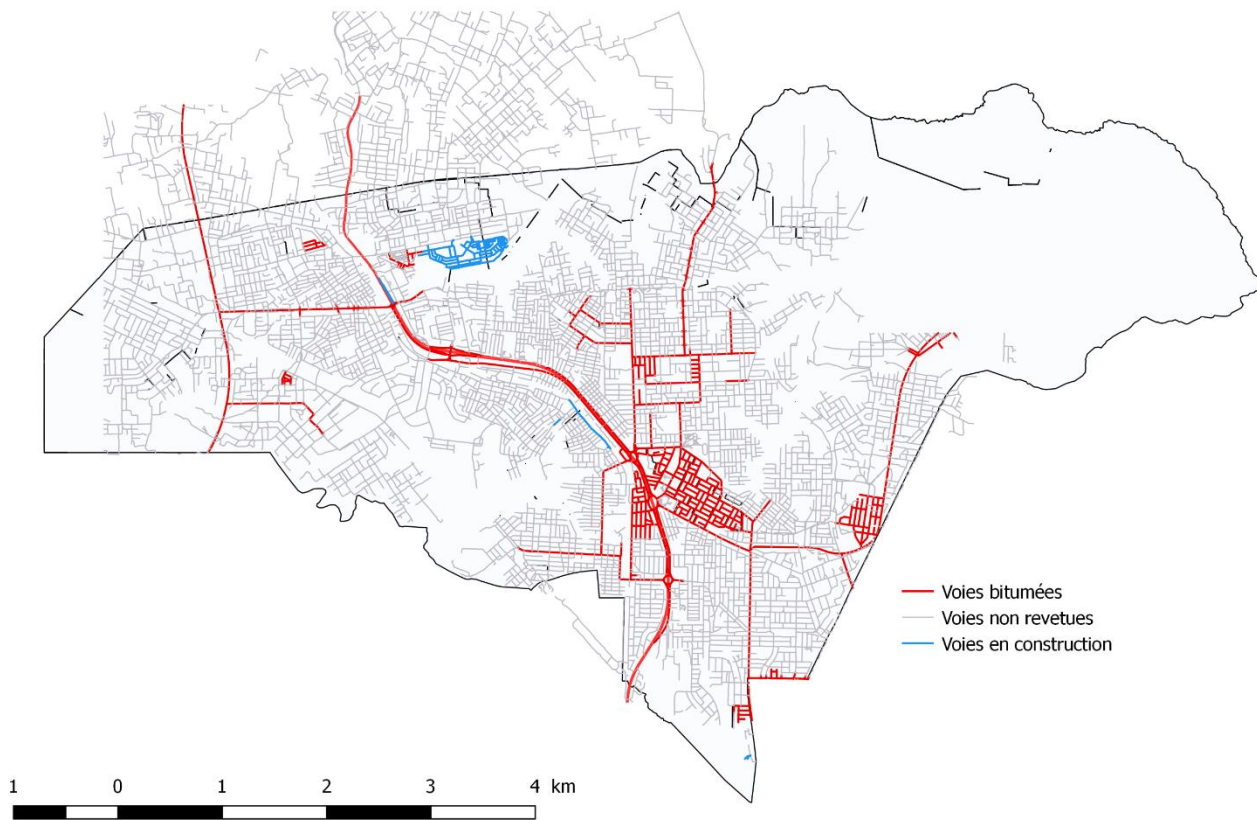 Voies bitumées
Voies non revetues
Voies en construction
1 0 1 2 3 4 km